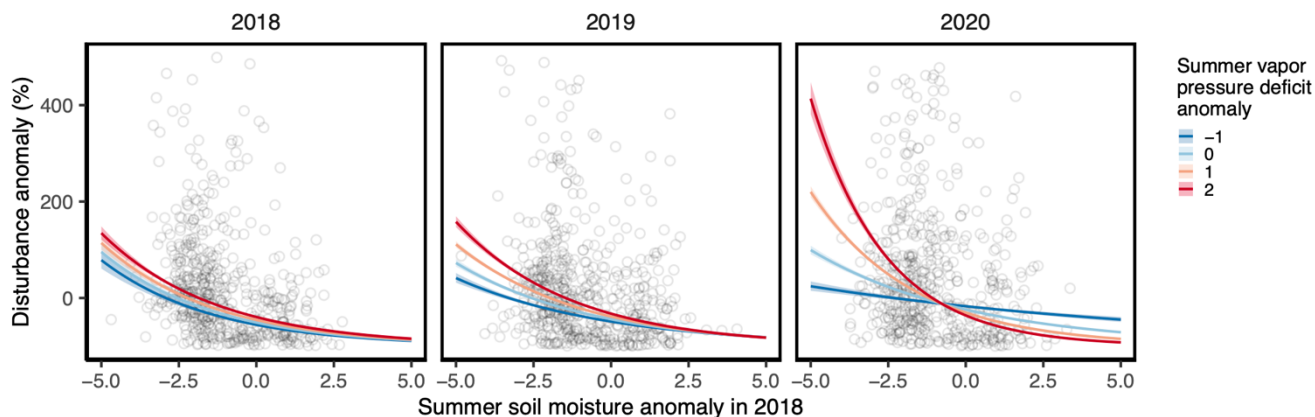 2018 2019 2020
Disturbance anomaly (%)
400
200
0
−5.0 −2.5 0.0 2.5 5.0 −5.0 −2.5 0.0 2.5 5.0 −5.0 −2.5 0.0 2.5 5.0
Summer soil moisture anomaly in 2018
Summer vapor
pressure deficit
anomaly
−1
0
1
2